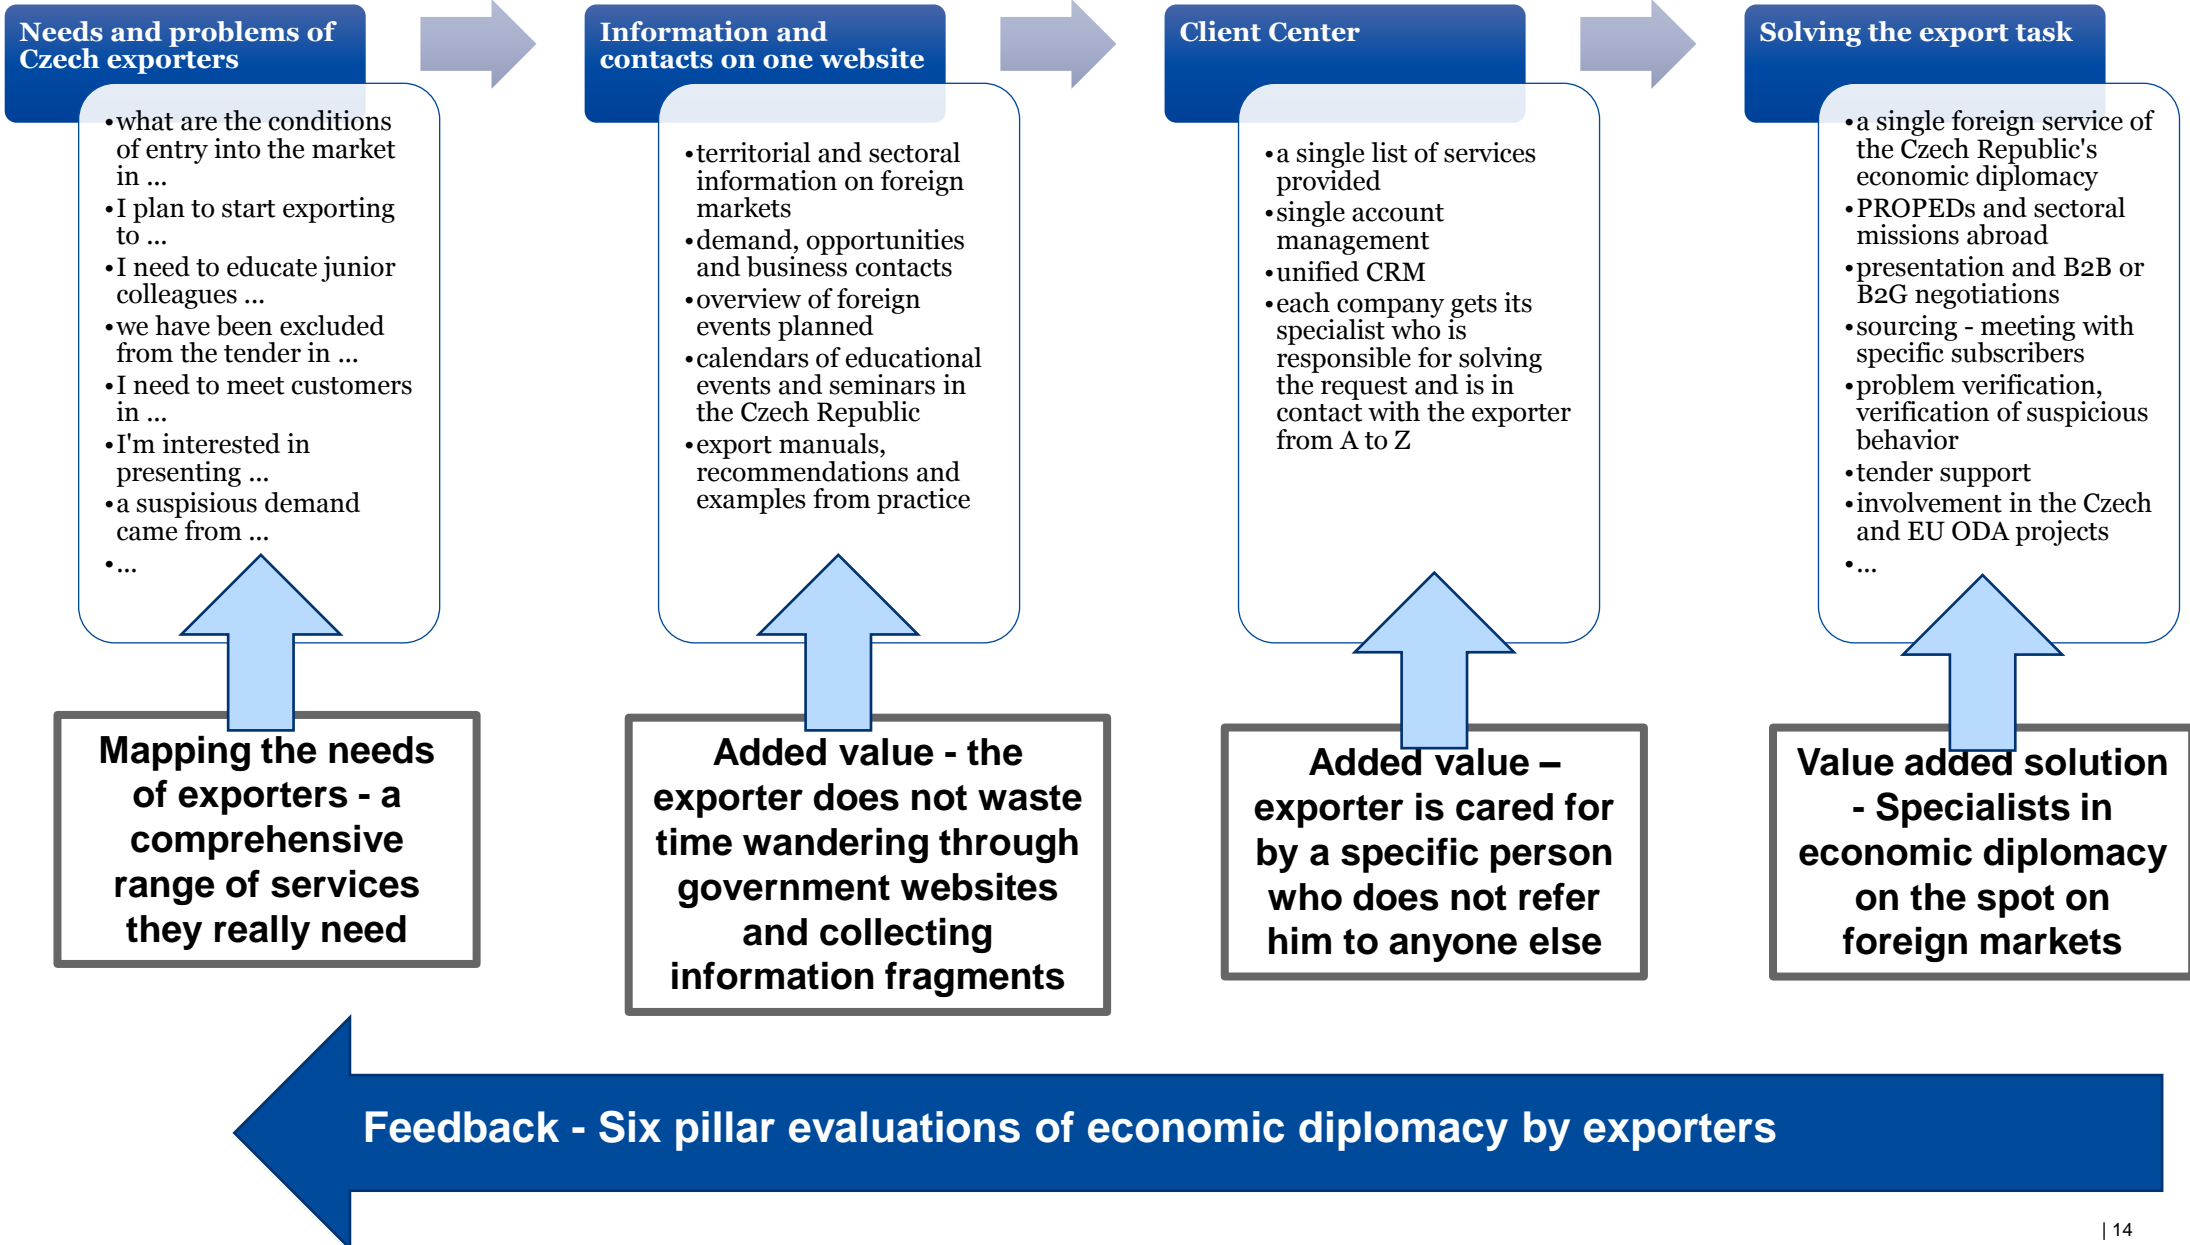 Needs and problems of
Czech exporters
•what are the conditions
of entry into the market
in ...
•I plan to start exporting
to ...
•I need to educate junior
colleagues ...
•we have been excluded
from the tender in ...
•I need to meet customers
in ...
•I'm interested in
presenting ...
•a suspisious demand
came from ...
•...
Information and
contacts on one website
•territorial and sectoral
information on foreign
markets
•demand, opportunities
and business contacts
•overview of foreign
events planned
•calendars of educational
events and seminars in
the Czech Republic
•export manuals,
recommendations and
examples from practice
Client Center
•a single list of services
provided
•single account
management
•unified CRM
•each company gets its
specialist who is
responsible for solving
the request and is in
contact with the exporter
from A to Z
Solving the export task
•a single foreign service of
the Czech Republic's
economic diplomacy
•PROPEDs and sectoral
missions abroad
•presentation and B2B or
B2G negotiations
•sourcing - meeting with
specific subscribers
•problem verification,
verification of suspicious
behavior
•tender support
•involvement in the Czech
and EU ODA projects
•...
Mapping the needs
of exporters - a
comprehensive
range of services
they really need
Added value - the
exporter does not waste
time wandering through
government websites
and collecting
information fragments
Added value –
exporter is cared for
by a specific person
who does not refer
him to anyone else
Value added solution
- Specialists in
economic diplomacy
on the spot on
foreign markets
Feedback - Six pillar evaluations of economic diplomacy by exporters
| 14